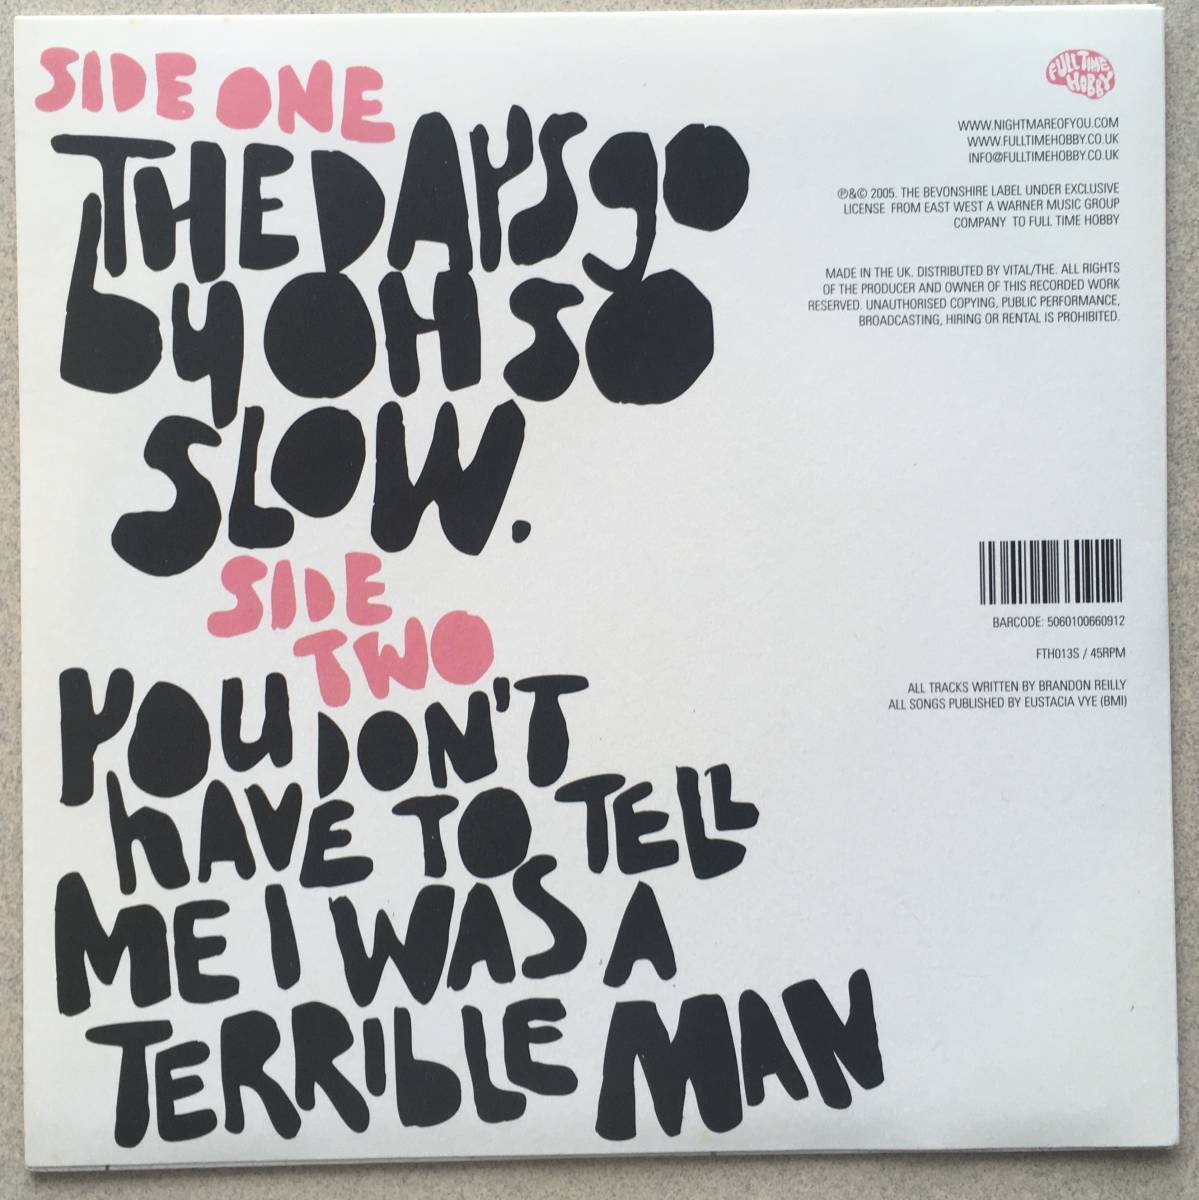 SIDE ONE
THE DAYS go
by OH SO
SLOW.
SIDE
TWO
YOU DON'T
hAVE TO TELL
ME I WAS A
TERRIBLE MAN
FULL TIME
HOBBY
WWW.NIGHTMAREOFYOU.COM
WWW.FULLTIMEHOBBY.CO.UK
INFO@FULLTIMEHOBBY.CO.UK
℗&© 2005. THE BEVONSHIRE LABEL UNDER EXCLUSIVE
LICENSE FROM EAST WEST A WARNER MUSIC GROUP
COMPANY TO FULL TIME HOBBY
MADE IN THE UK. DISTRIBUTED BY VITAL/THE. ALL RIGHTS
OF THE PRODUCER AND OWNER OF THIS RECORDED WORK
RESERVED. UNAUTHORISED COPYING, PUBLIC PERFORMANCE,
BROADCASTING, HIRING OR RENTAL IS PROHIBITED.
BARCODE: 5060100660912
FTH013S / 45RPM
ALL TRACKS WRITTEN BY BRANDON REILLY
ALL SONGS PUBLISHED BY EUSTACIA VYE (BMI)